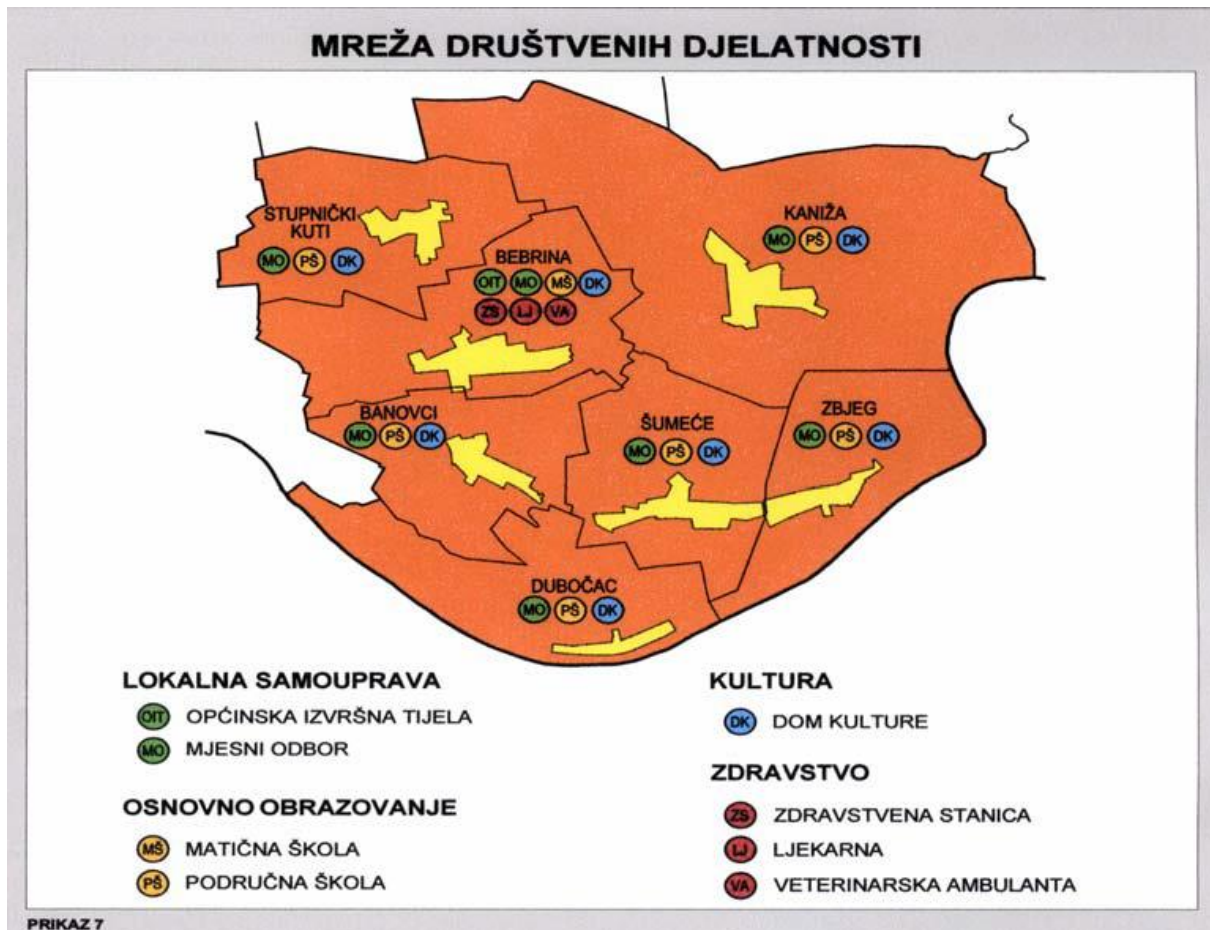 MREŽA DRUŠTVENIH DJELATNOSTI
STUPNIČKI
KUTI
MO PŠ DK
KANIŽA
MO PŠ DK
BEBRINA
OIT MO MŠ DK
ZS LJ VA
BANOVCI
MO PŠ DK
ŠUMEĆE
MO PŠ DK
ZBJEG
MO PŠ DK
DUBOČAC
MO PŠ DK
LOKALNA SAMOUPRAVA
OIT OPĆINSKA IZVRŠNA TIJELA
MO MJESNI ODBOR
OSNOVNO OBRAZOVANJE
MŠ MATIČNA ŠKOLA
PŠ PODRUČNA ŠKOLA
KULTURA
DK DOM KULTURE
ZDRAVSTVO
ZS ZDRAVSTVENA STANICA
LJ LJEKARNA
VA VETERINARSKA AMBULANTA
PRIKAZ 7